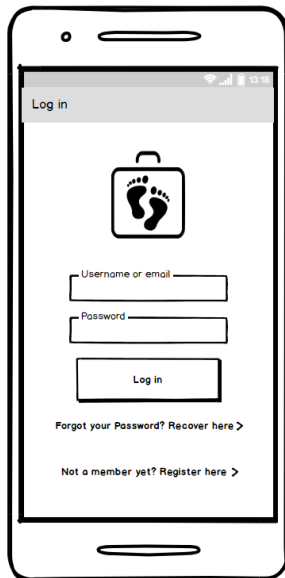 13:18
Log in
Username or email
Password
Log in
Forgot your Password? Recover here >
Not a member yet? Register here >